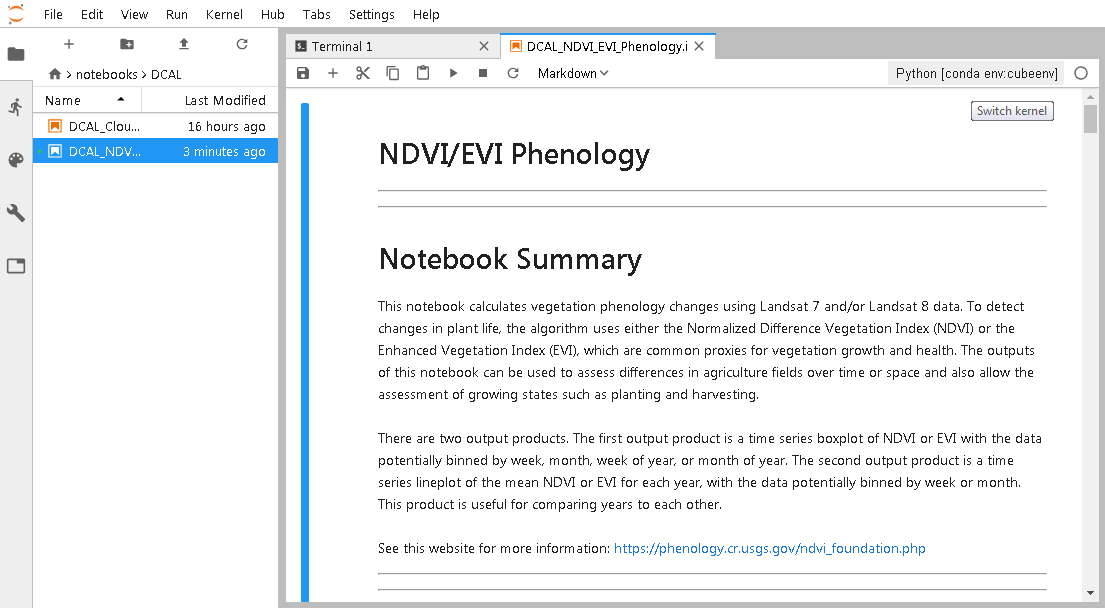 File Edit View Run Kernel Hub Tabs Settings Help
Terminal 1
DCAL_NDVI_EVI_Phenology.i
notebooks > DCAL
Markdown
Python [conda env:cubeenv]
Name Last Modified
DCAL_Clou... 16 hours ago
DCAL_NDV... 3 minutes ago
Switch kernel
NDVI/EVI Phenology
Notebook Summary
This notebook calculates vegetation phenology changes using Landsat 7 and/or Landsat 8 data. To detect
changes in plant life, the algorithm uses either the Normalized Difference Vegetation Index (NDVI) or the
Enhanced Vegetation Index (EVI), which are common proxies for vegetation growth and health. The outputs
of this notebook can be used to assess differences in agriculture fields over time or space and also allow the
assessment of growing states such as planting and harvesting.
There are two output products. The first output product is a time series boxplot of NDVI or EVI with the data
potentially binned by week, month, week of year, or month of year. The second output product is a time
series lineplot of the mean NDVI or EVI for each year, with the data potentially binned by week or month.
This product is useful for comparing years to each other.
See this website for more information: https://phenology.cr.usgs.gov/ndvi_foundation.php